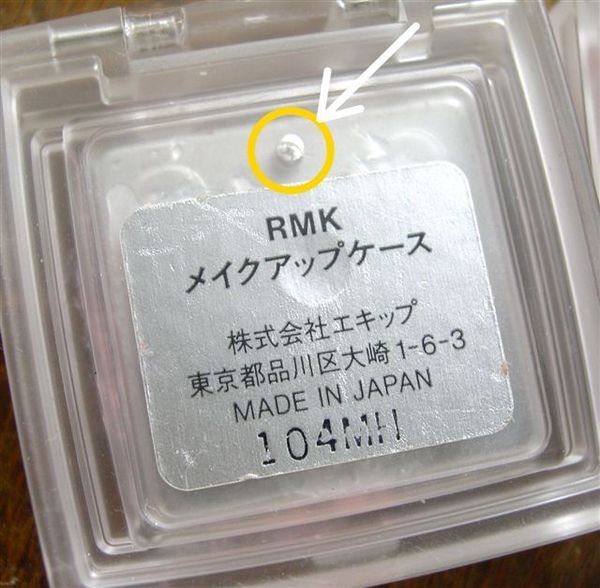 RMK
メイクアップケース
株式会社エキップ
東京都品川区大崎1-6-3
MADE IN JAPAN
104MH